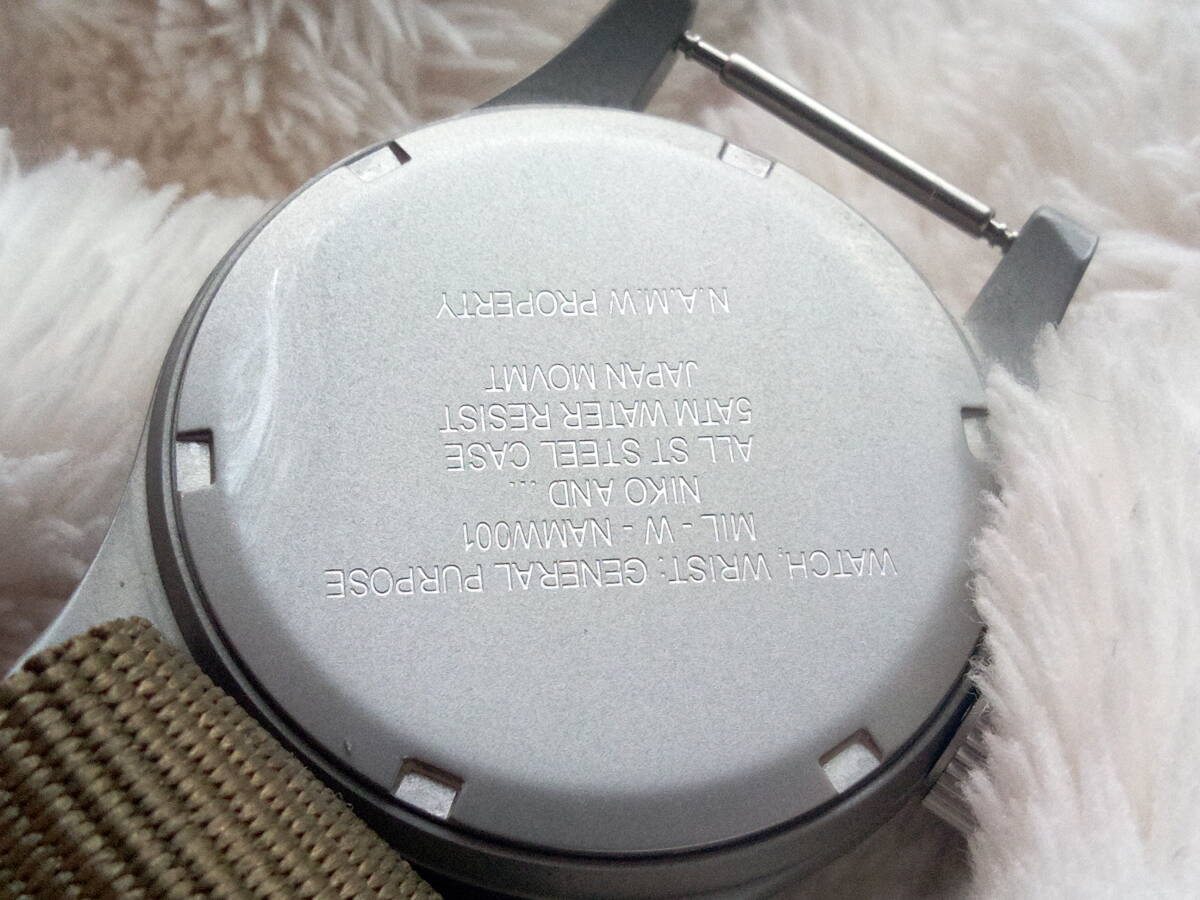 WATCH, WRIST: GENERAL PURPOSE
MIL - W - NAMW001
NIKO AND ...
ALL ST STEEL CASE
5ATM WATER RESIST
JAPAN MOVMT
N.A.M.W PROPERTY